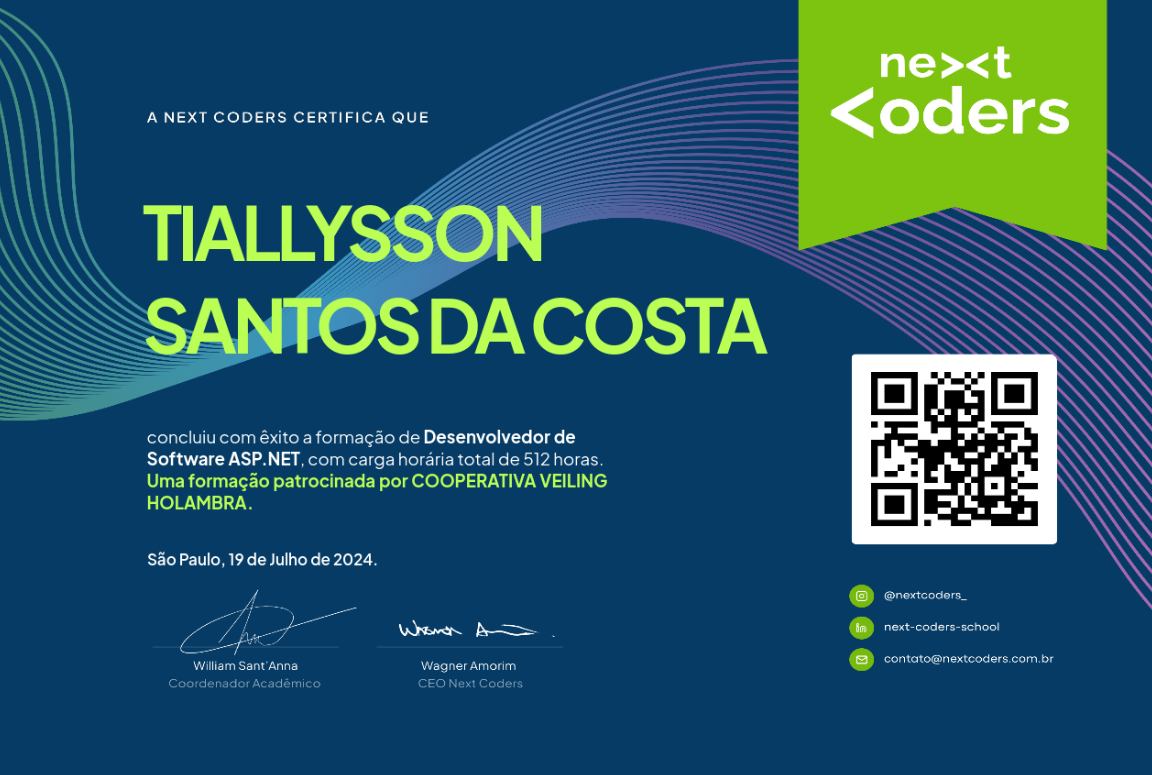 ne><t
<oders
A NEXT CODERS CERTIFICA QUE
TIALLYSSON
SANTOS DA COSTA
concluiu com êxito a formação de Desenvolvedor de
Software ASP.NET, com carga horária total de 512 horas.
Uma formação patrocinada por COOPERATIVA VEILING
HOLAMBRA.
São Paulo, 19 de Julho de 2024.
William Sant'Anna
Coordenador Acadêmico
Wagner Amorim
CEO Next Coders
@nextcoders_
next-coders-school
contato@nextcoders.com.br